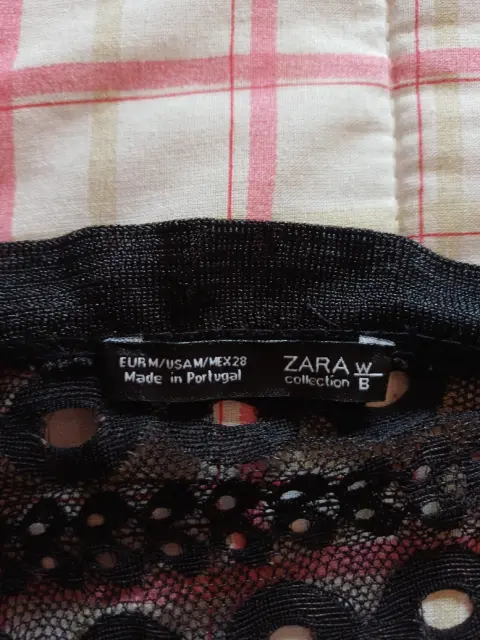 EUR M/USA M/MEX 28
Made in Portugal
ZARA W
collection B